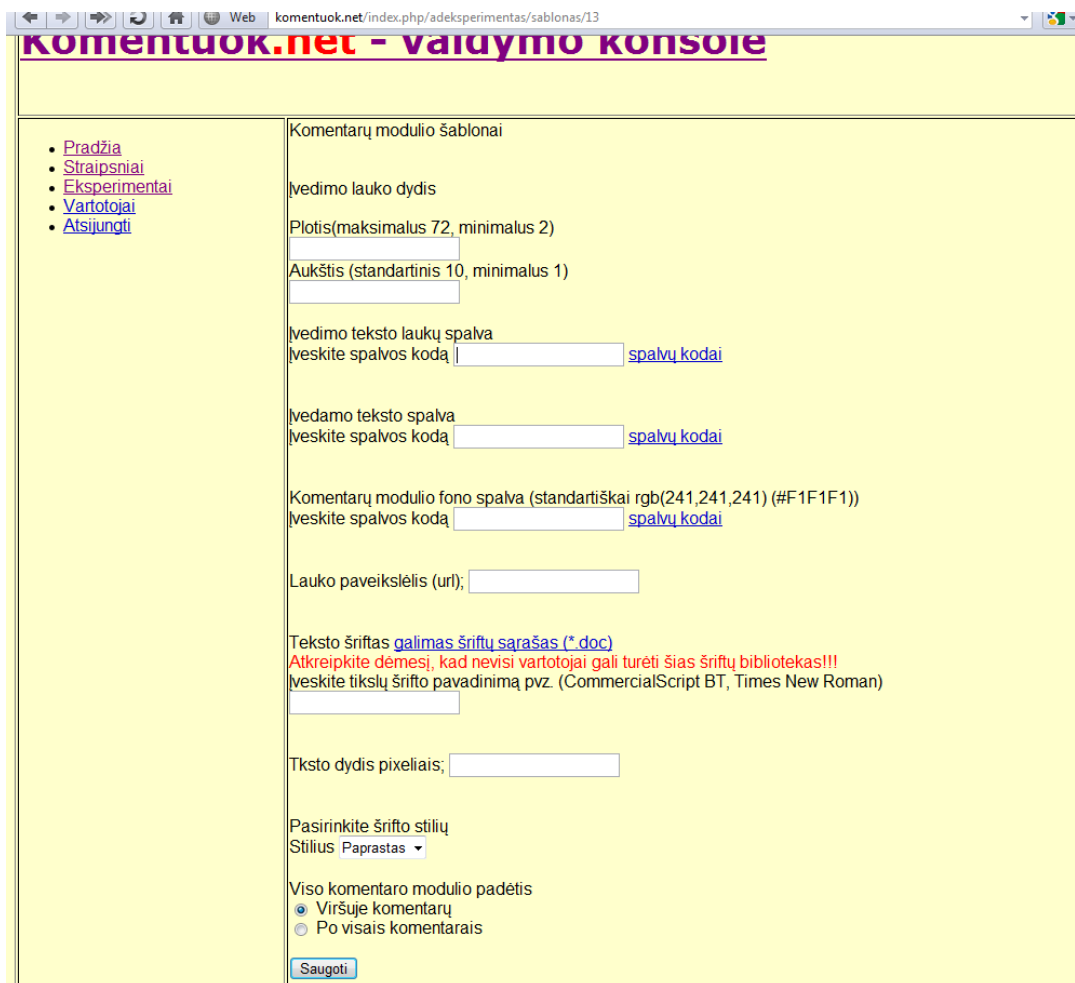 Web komentuok.net/index.php/adeksperimentas/sablonas/13
Komentuok.net - valdymo konsolė
Pradžia
Straipsniai
Eksperimentai
Vartotojai
Atsijungti
Komentarų modulio šablonai
Įvedimo lauko dydis
Plotis(maksimalus 72, minimalus 2)
Aukštis (standartinis 10, minimalus 1)
Įvedimo teksto laukų spalva
Įveskite spalvos kodą spalvų kodai
Įvedamo teksto spalva
Įveskite spalvos kodą spalvų kodai
Komentarų modulio fono spalva (standartiškai rgb(241,241,241) (#F1F1F1))
Įveskite spalvos kodą spalvų kodai
Lauko paveikslėlis (url);
Teksto šriftas galimas šriftų sąrašas (*.doc)
Atkreipkite dėmesį, kad nevisi vartotojai gali turėti šias šriftų bibliotekas!!!
Įveskite tikslų šrifto pavadinimą pvz. (CommercialScript BT, Times New Roman)
Tksto dydis pixeliais;
Pasirinkite šrifto stilių
Stilius Paprastas
Viso komentaro modulio padėtis
Viršuje komentarų
Po visais komentarais
Saugoti